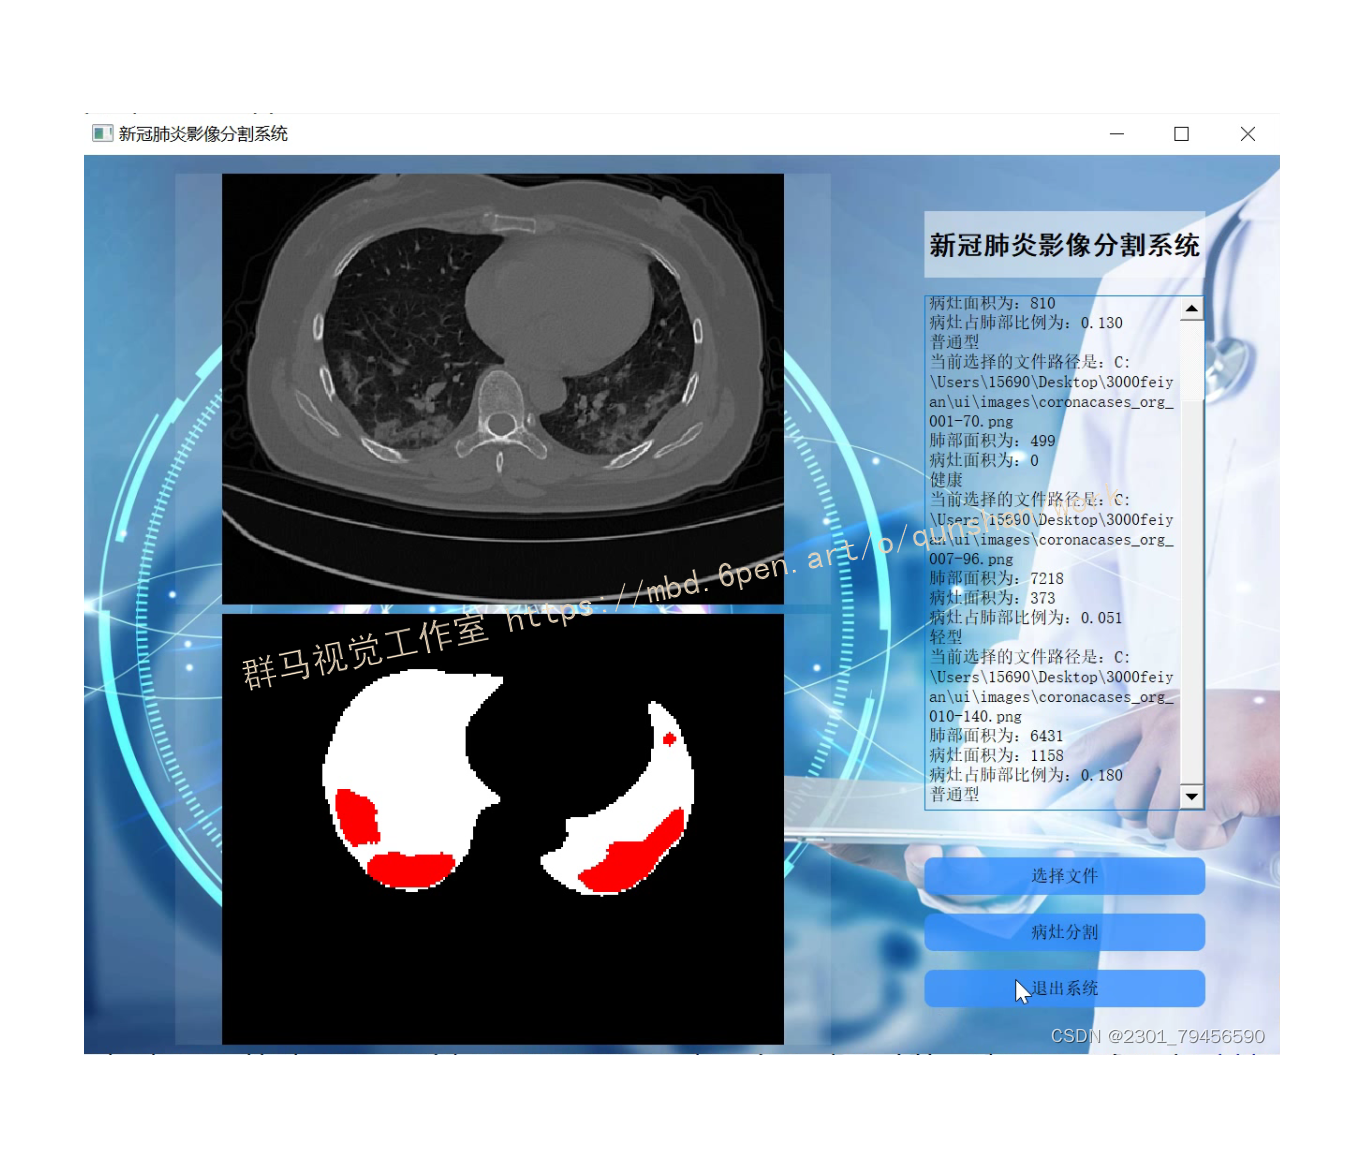 新冠肺炎影像分割系统
新冠肺炎影像分割系统
病灶面积为: 810
病灶占肺部比例为: 0.130
普通型
当前选择的文件路径是: C:
\Users\15690\Desktop\3000feiy
an\ui\images\coronacases_org_
001-70.png
肺部面积为: 499
病灶面积为: 0
健康
当前选择的文件路径是: C:
\Users\15690\Desktop\3000feiy
an\ui\images\coronacases_org_
007-96.png
肺部面积为: 7218
病灶面积为: 373
病灶占肺部比例为: 0.051
轻型
当前选择的文件路径是: C:
\Users\15690\Desktop\3000feiy
an\ui\images\coronacases_org_
010-140.png
肺部面积为: 6431
病灶面积为: 1158
病灶占肺部比例为: 0.180
普通型
群马视觉工作室 https://mbd.6pen.art/o/qunshan/work
选择文件
病灶分割
退出系统
CSDN @2301_79456590